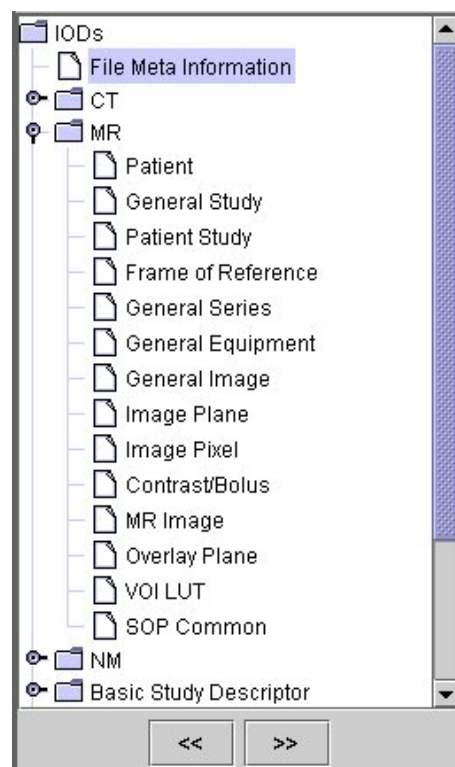 IODs
File Meta Information
CT
MR
Patient
General Study
Patient Study
Frame of Reference
General Series
General Equipment
General Image
Image Plane
Image Pixel
Contrast/Bolus
MR Image
Overlay Plane
VOI LUT
SOP Common
NM
Basic Study Descriptor
<< >>